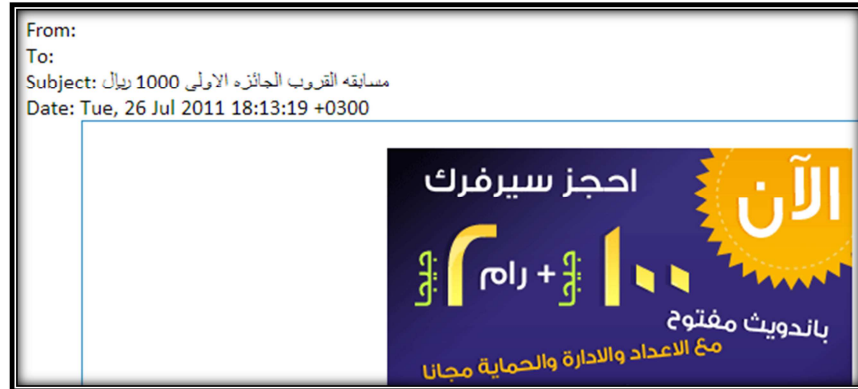 From:
To:
Subject: مسابقه القروب الجائزه الاولى 1000 ريال
Date: Tue, 26 Jul 2011 18:13:19 +0300
الآن
احجز سيرفرك
١٠٠ جيجا + رام ٢ جيجا
باندويث مفتوح
مع الاعداد والادارة والحماية مجانا